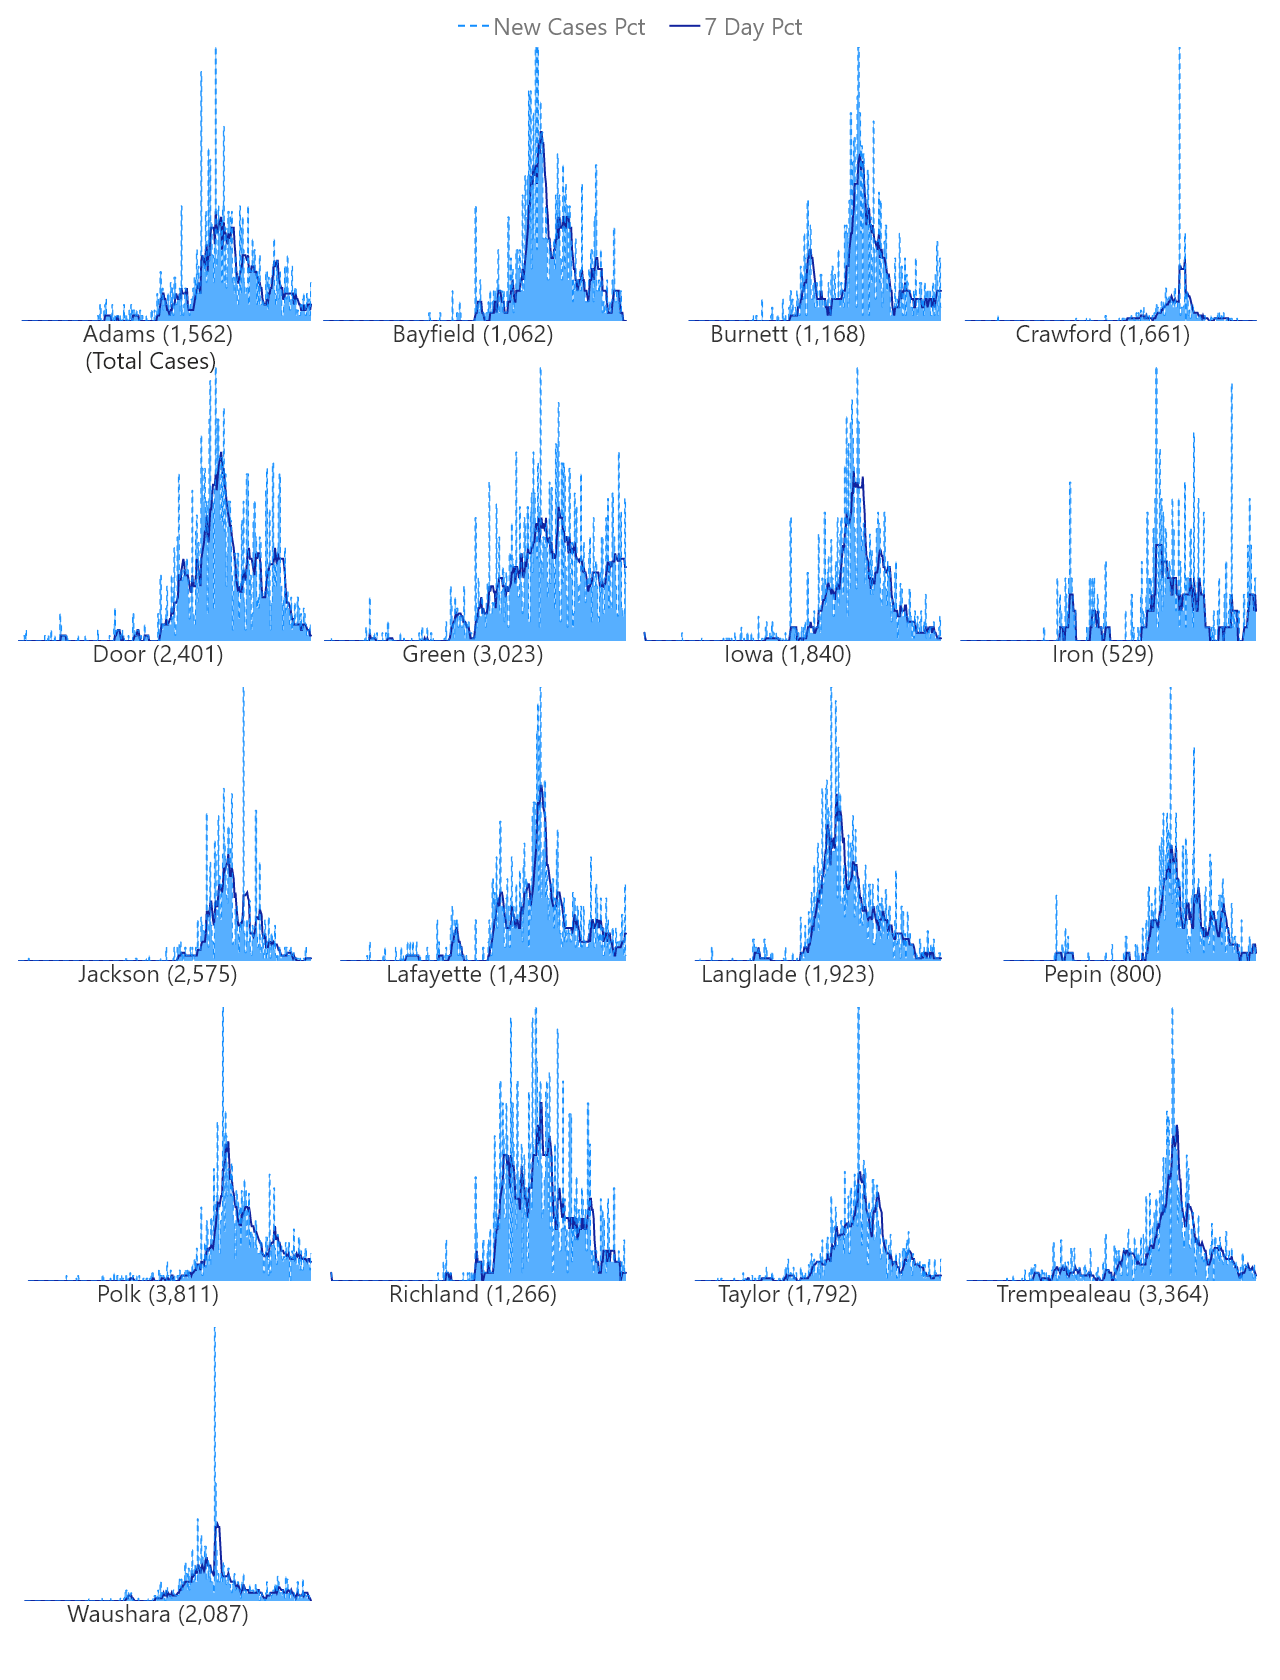 New Cases Pct 7 Day Pct
Adams (1,562)
(Total Cases)
Bayfield (1,062)
Burnett (1,168)
Crawford (1,661)
Door (2,401)
Green (3,023)
Iowa (1,840)
Iron (529)
Jackson (2,575)
Lafayette (1,430)
Langlade (1,923)
Pepin (800)
Polk (3,811)
Richland (1,266)
Taylor (1,792)
Trempealeau (3,364)
Waushara (2,087)